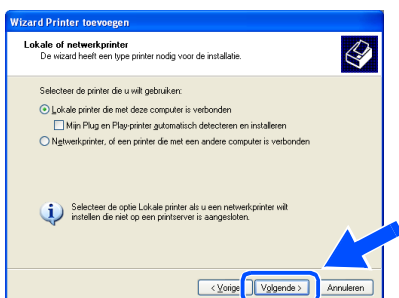 Wizard Printer toevoegen
Lokale of netwerkprinter
De wizard heeft een type printer nodig voor de installatie.
Selecteer de printer die u wilt gebruiken:
Lokale printer die met deze computer is verbonden
Mijn Plug en Play-printer automatisch detecteren en installeren
Netwerkprinter, of een printer die met een andere computer is verbonden
Selecteer de optie Lokale printer als u een netwerkprinter wilt
instellen die niet op een printserver is aangesloten.
< Vorige Volgende > Annuleren